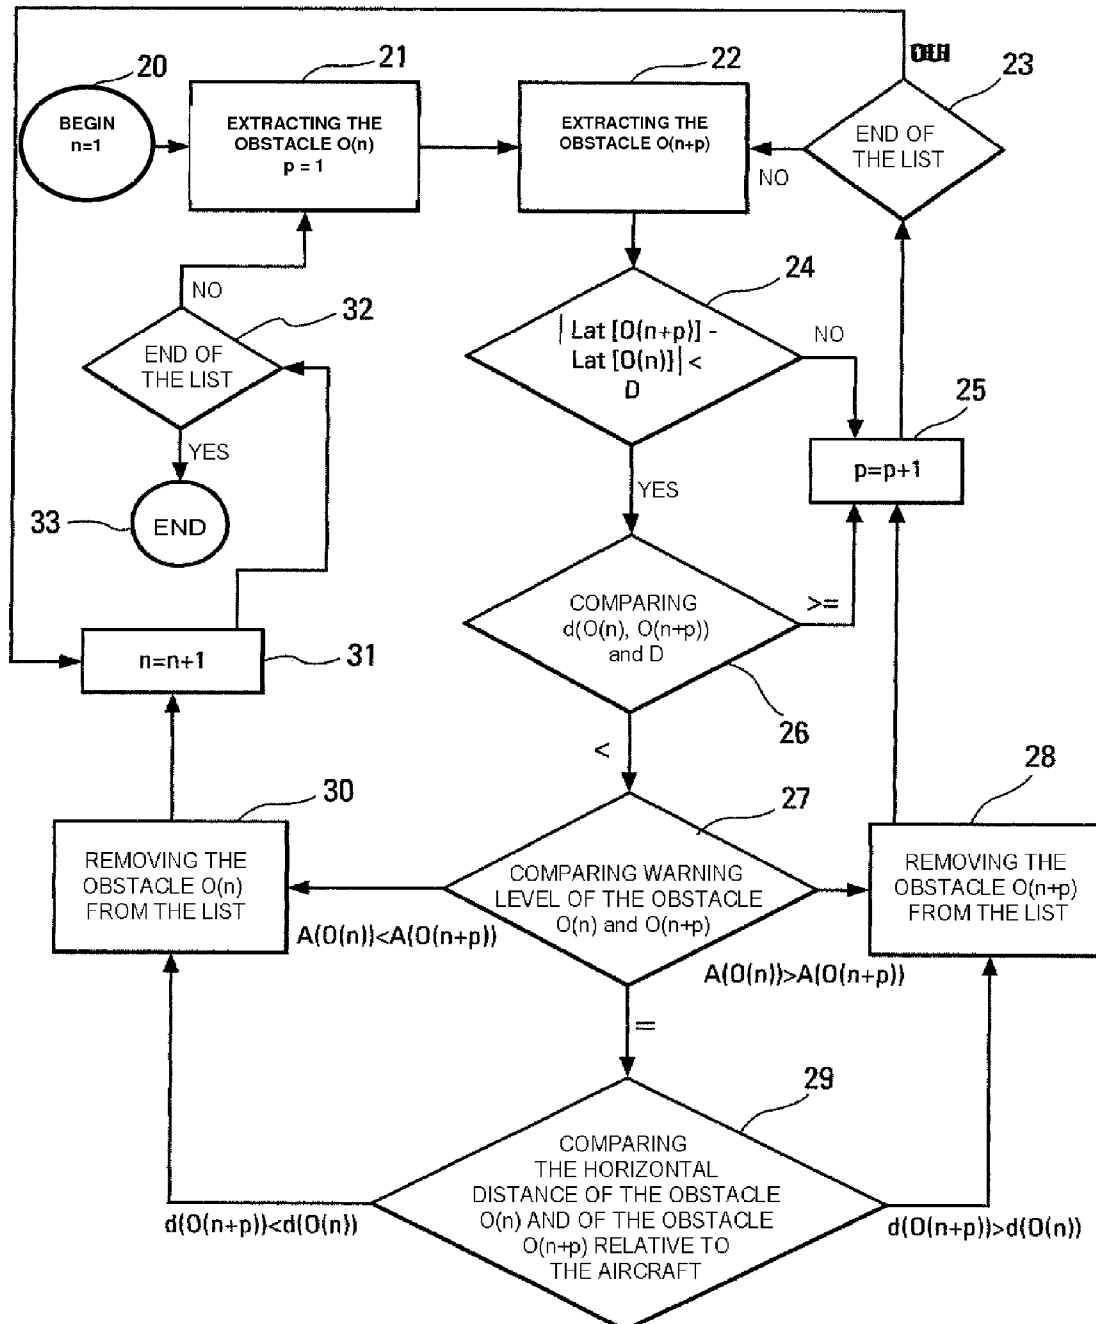 20
BEGIN
n=1
21
EXTRACTING THE
OBSTACLE O(n)
p = 1
22
EXTRACTING THE
OBSTACLE O(n+p)
23
END OF
THE LIST
NO
24
| Lat [O(n+p)] -
Lat [O(n)}| <
D
NO
YES
25
p=p+1
32
END OF
THE LIST
NO
YES
33
END
COMPARING
d(O(n), O(n+p))
and D
>=
26
<
31
n=n+1
30
REMOVING THE
OBSTACLE O(n)
FROM THE LIST
27
COMPARING WARNING
LEVEL OF THE OBSTACLE
O(n) and O(n+p)
28
REMOVING THE
OBSTACLE O(n+p)
FROM THE LIST
A(O(n))<A(O(n+p))
A(O(n))>A(O(n+p))
=
29
COMPARING
THE HORIZONTAL
DISTANCE OF THE OBSTACLE
O(n) AND OF THE OBSTACLE
O(n+p) RELATIVE TO
THE AIRCRAFT
d(O(n+p))<d(O(n))
d(O(n+p))>d(O(n))